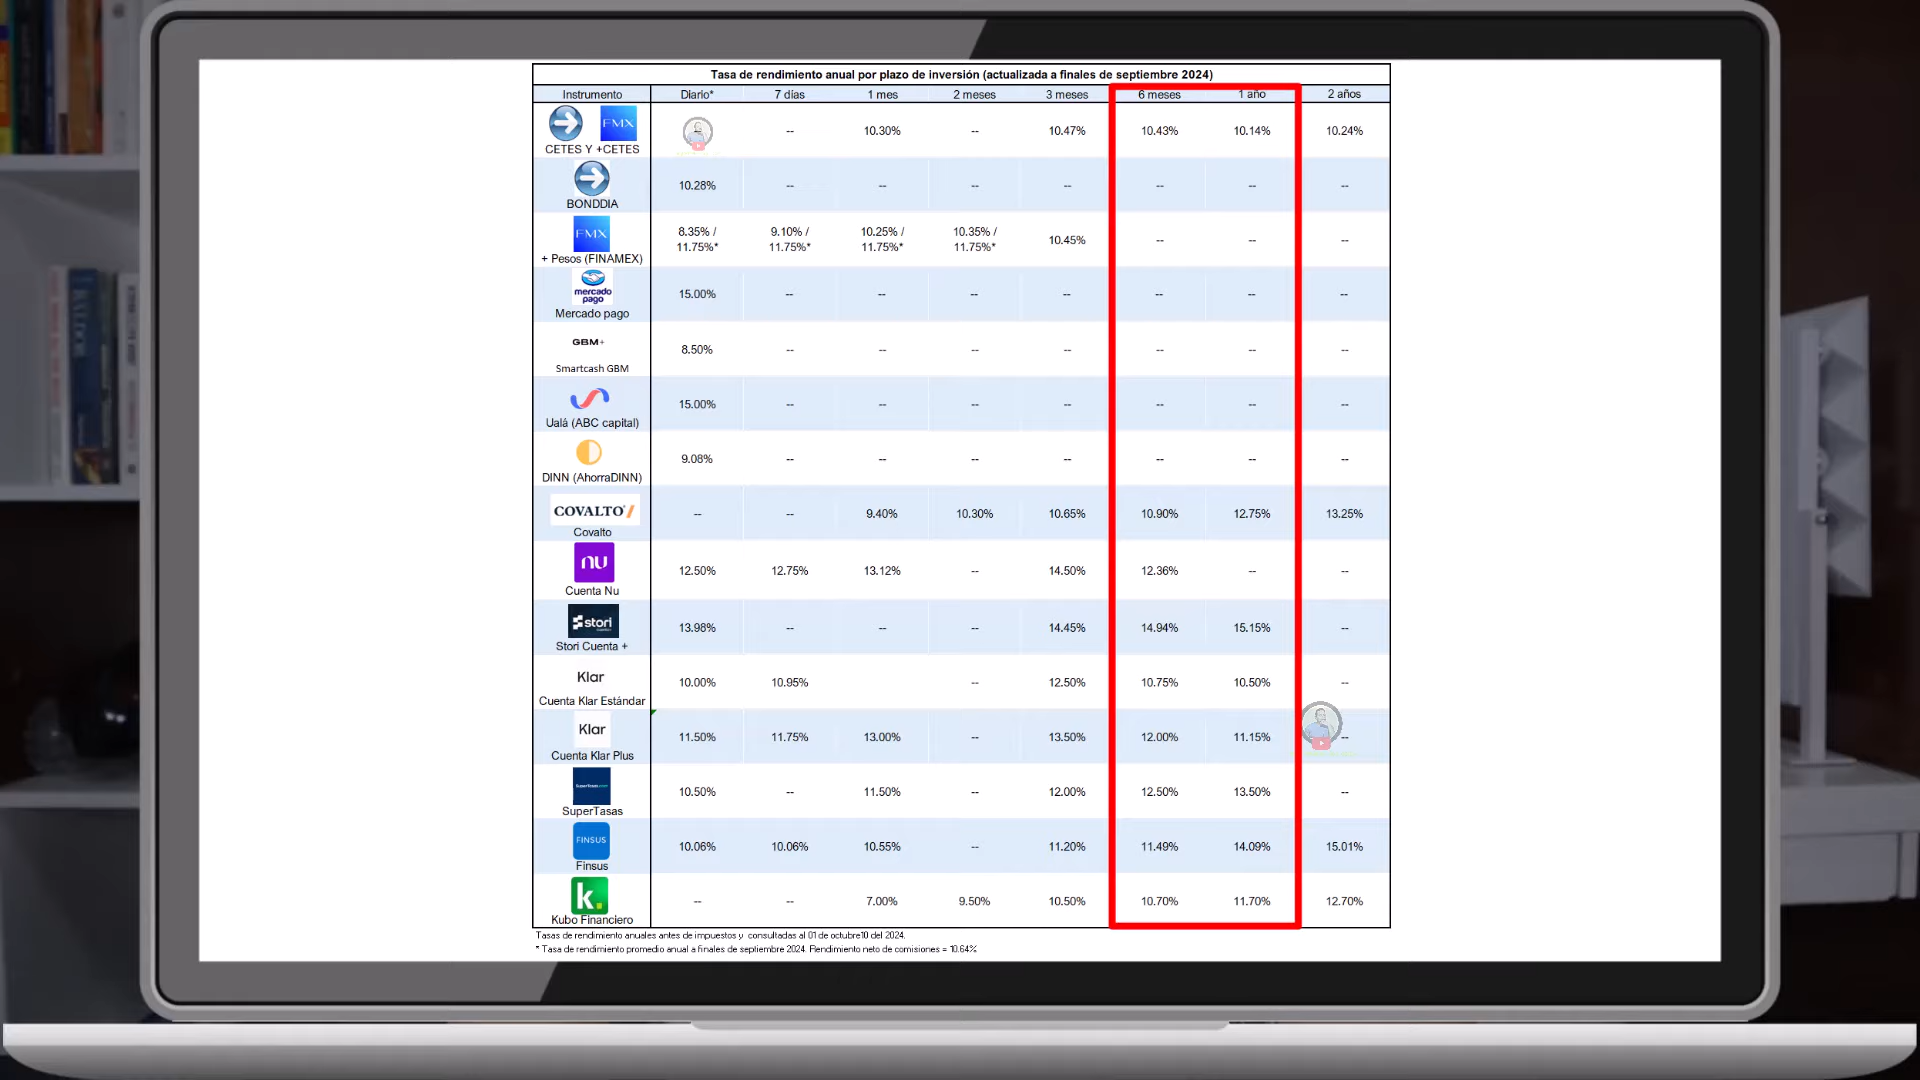 Tasa de rendimiento anual por plazo de inversión (actualizada a finales de septiembre 2024)
Instrumento Diario* 7 días 1 mes 2 meses 3 meses 6 meses 1 año 2 años
FMX
CETES Y +CETES -- 10.30% -- 10.47% 10.43% 10.14% 10.24%
BONDDIA 10.28% -- -- -- -- -- -- --
FMX
8.35% / 9.10% / 10.25% / 10.35% /
11.75%* 11.75%* 11.75%* 11.75%* 10.45% -- -- --
+ Pesos (FINAMEX)
mercado
pago
Mercado pago 15.00% -- -- -- -- -- -- --
GBM+
Smartcash GBM 8.50% -- -- -- -- -- -- --
Ualá (ABC capital) 15.00% -- -- -- -- -- -- --
DINN (AhorraDINN) 9.08% -- -- -- -- -- -- --
COVALTO
Covalto -- -- 9.40% 10.30% 10.65% 10.90% 12.75% 13.25%
nu
Cuenta Nu 12.50% 12.75% 13.12% -- 14.50% 12.36% -- --
stori
Stori Cuenta + 13.98% -- -- -- 14.45% 14.94% 15.15% --
Klar
Cuenta Klar Estándar 10.00% 10.95% -- 12.50% 10.75% 10.50% --
Klar
Cuenta Klar Plus 11.50% 11.75% 13.00% -- 13.50% 12.00% 11.15% --
SuperTasas
SuperTasas 10.50% -- 11.50% -- 12.00% 12.50% 13.50% --
FINSUS
Finsus 10.06% 10.06% 10.55% -- 11.20% 11.49% 14.09% 15.01%
k.
Kubo Financiero -- -- 7.00% 9.50% 10.50% 10.70% 11.70% 12.70%
Tasas de rendimiento anuales antes de impuestos y consultadas al 01 de octubre10 del 2024.
* Tasa de rendimiento promedio anual a finales de septiembre 2024. Rendimiento neto de comisiones = 10.64%